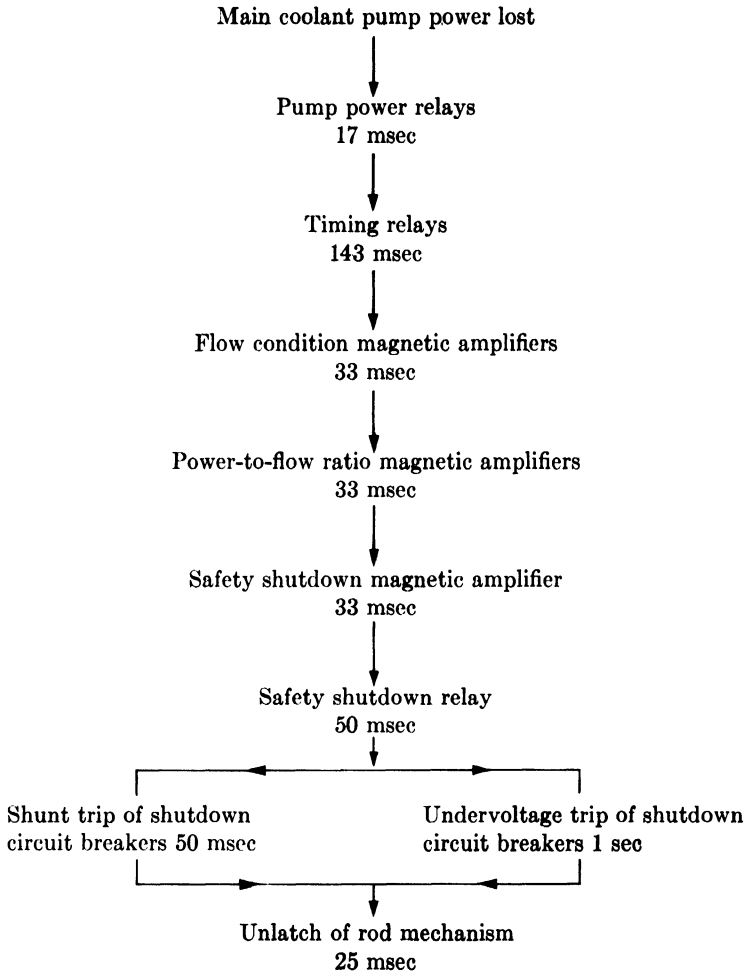 Main coolant pump power lost
Pump power relays
17 msec
Timing relays
143 msec
Flow condition magnetic amplifiers
33 msec
Power-to-flow ratio magnetic amplifiers
33 msec
Safety shutdown magnetic amplifier
33 msec
Safety shutdown relay
50 msec
Shunt trip of shutdown
circuit breakers 50 msec
Undervoltage trip of shutdown
circuit breakers 1 sec
Unlatch of rod mechanism
25 msec